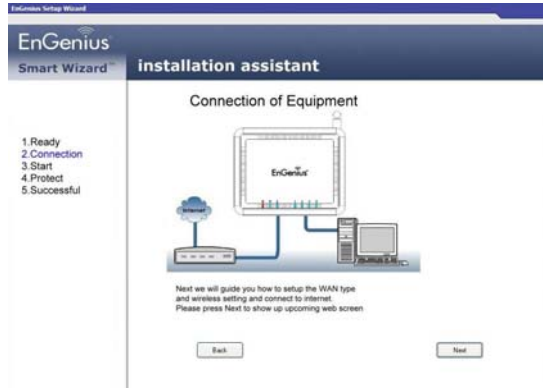 EnGenius Setup Wizard
EnGenius
Smart Wizard™
installation assistant
Connection of Equipment
1.Ready
2.Connection
3.Start
4.Protect
5.Successful
EnGenius
Internet
Next we will guide you how to setup the WAN type
and wireless setting and connect to internet.
Please press Next to show up upcoming web screen
Back
Next